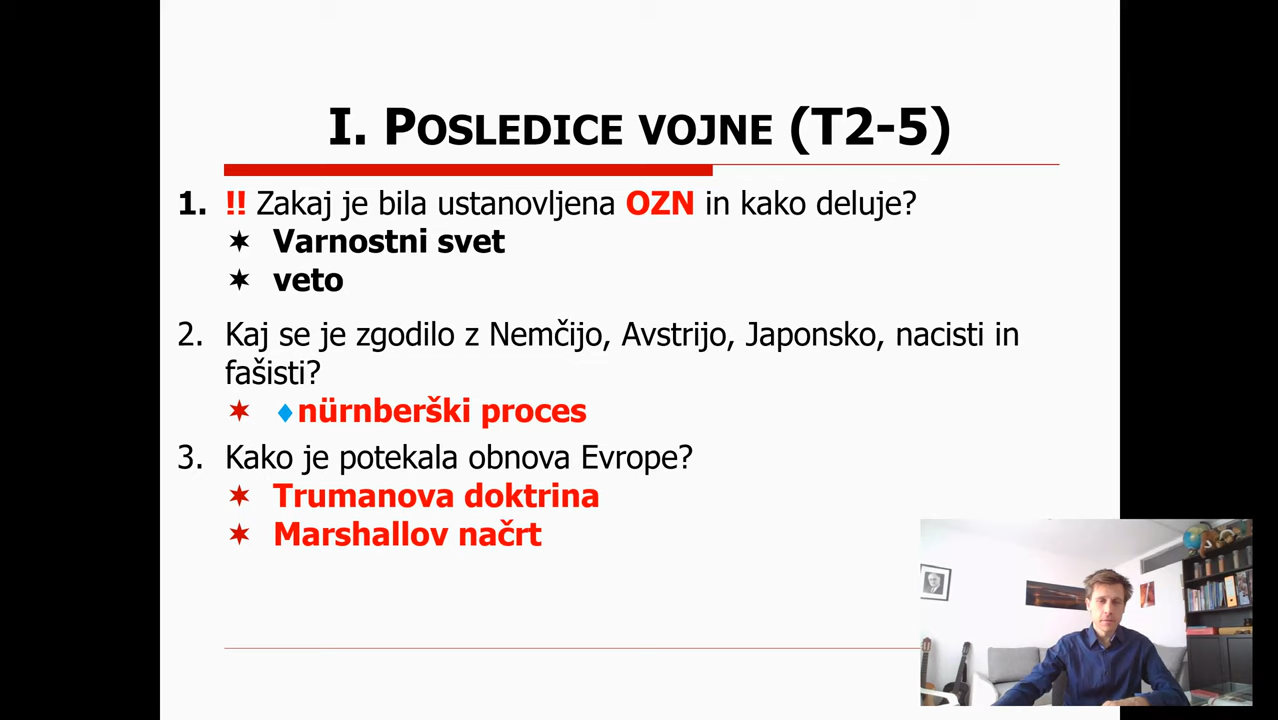 I. POSLEDICE VOJNE (T2-5)
1. !! Zakaj je bila ustanovljena OZN in kako deluje?
✶ Varnostni svet
✶ veto
2. Kaj se je zgodilo z Nemčijo, Avstrijo, Japonsko, nacisti in
fašisti?
✶ ♦nürnberški proces
3. Kako je potekala obnova Evrope?
✶ Trumanova doktrina
✶ Marshallov načrt